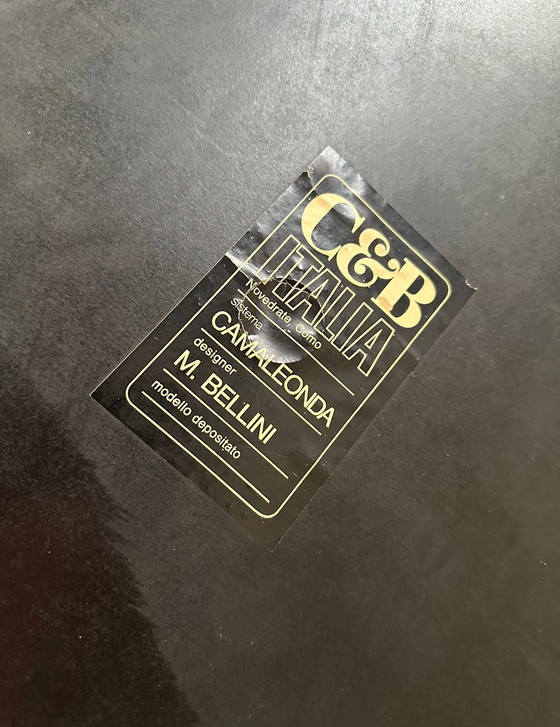 C&B
ITALIA
Novedrate, Como
sistema
CAMALEONDA
designer
M. BELLINI
modello depositato